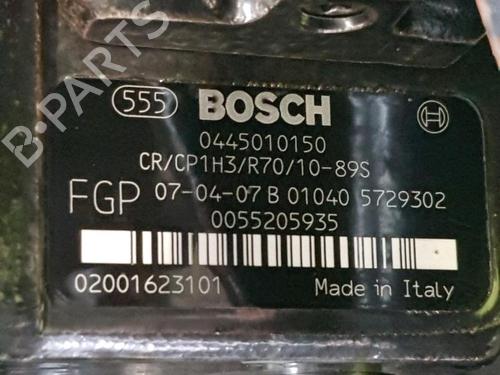 555 BOSCH
0445010150
CR/CP1H3/R70/10-89S
FGP 07-04-07 B 01040 5729302
0055205935
02001623101 Made in Italy
B-PARTS